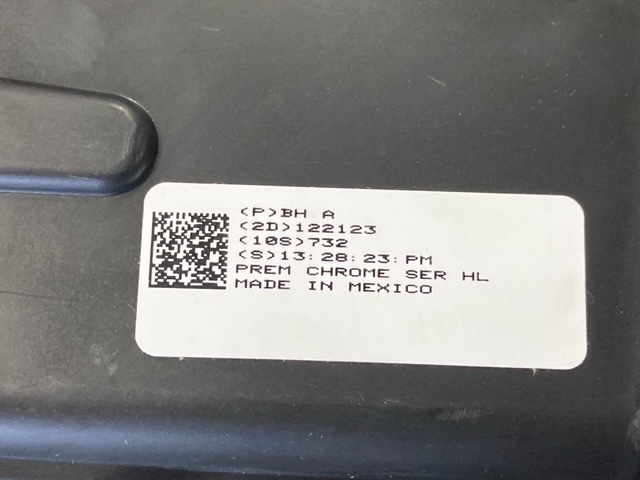 (P)BH A
(2D)122123
(10S)732
(S)13:28:23:PM
PREM CHROME SER HL
MADE IN MEXICO